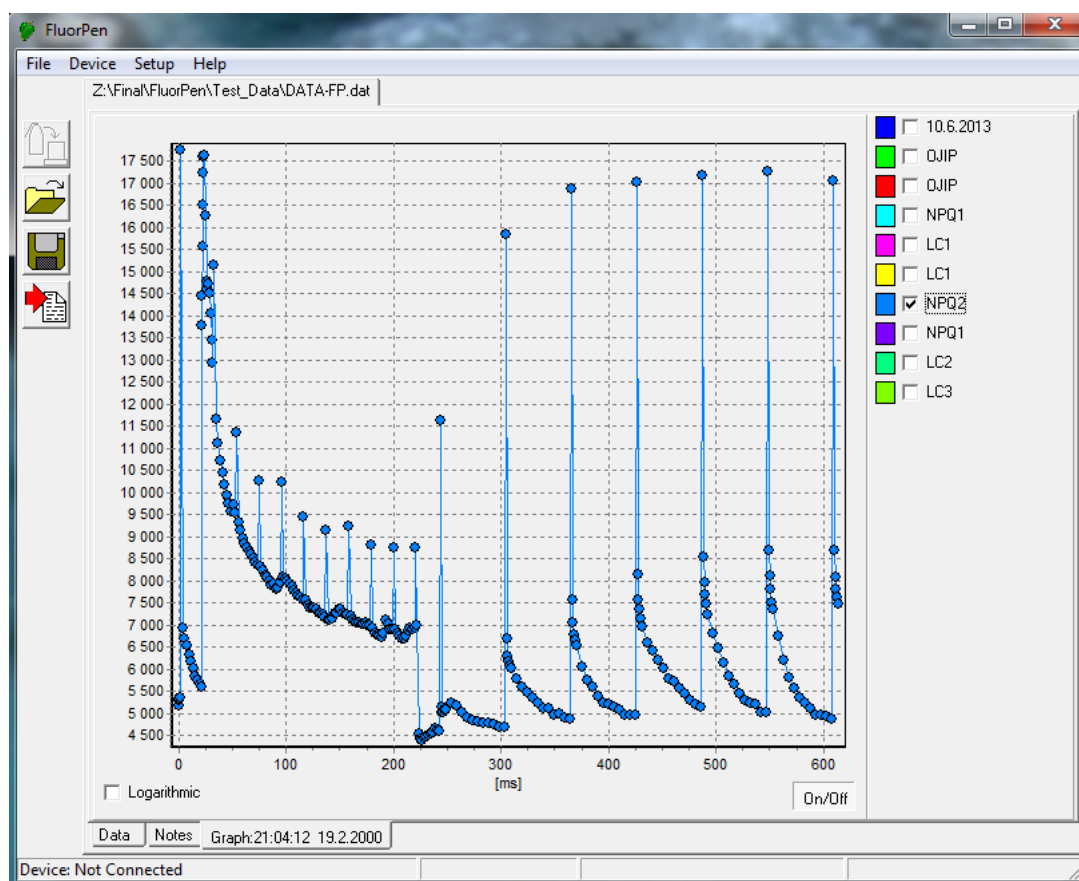 FluorPen
File Device Setup Help
Z:\Final\FluorPen\Test_Data\DATA-FP.dat
17 500
17 000
16 500
16 000
15 500
15 000
14 500
14 000
13 500
13 000
12 500
12 000
11 500
11 000
10 500
10 000
9 500
9 000
8 500
8 000
7 500
7 000
6 500
6 000
5 500
5 000
4 500
0 100 200 300 400 500 600
[ms]
Logarithmic
On/Off
10.6.2013
OJIP
OJIP
NPQ1
LC1
LC1
NPQ2
NPQ1
LC2
LC3
Data Notes Graph:21:04:12 19.2.2000
Device: Not Connected